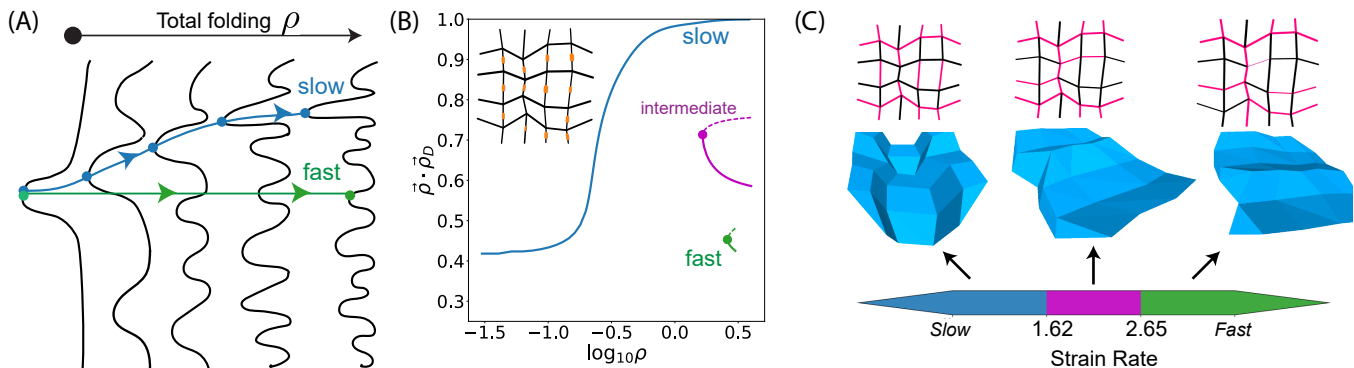 (A)
Total folding ρ
slow
fast
(B)
1.0
0.9
0.8
0.7
0.6
0.5
0.4
0.3
ρ⃗ · ρ⃗_D
slow
intermediate
fast
-1.5
-1.0
-0.5
0.0
0.5
log₁₀ρ
(C)
Slow
1.62
2.65
Fast
Strain Rate